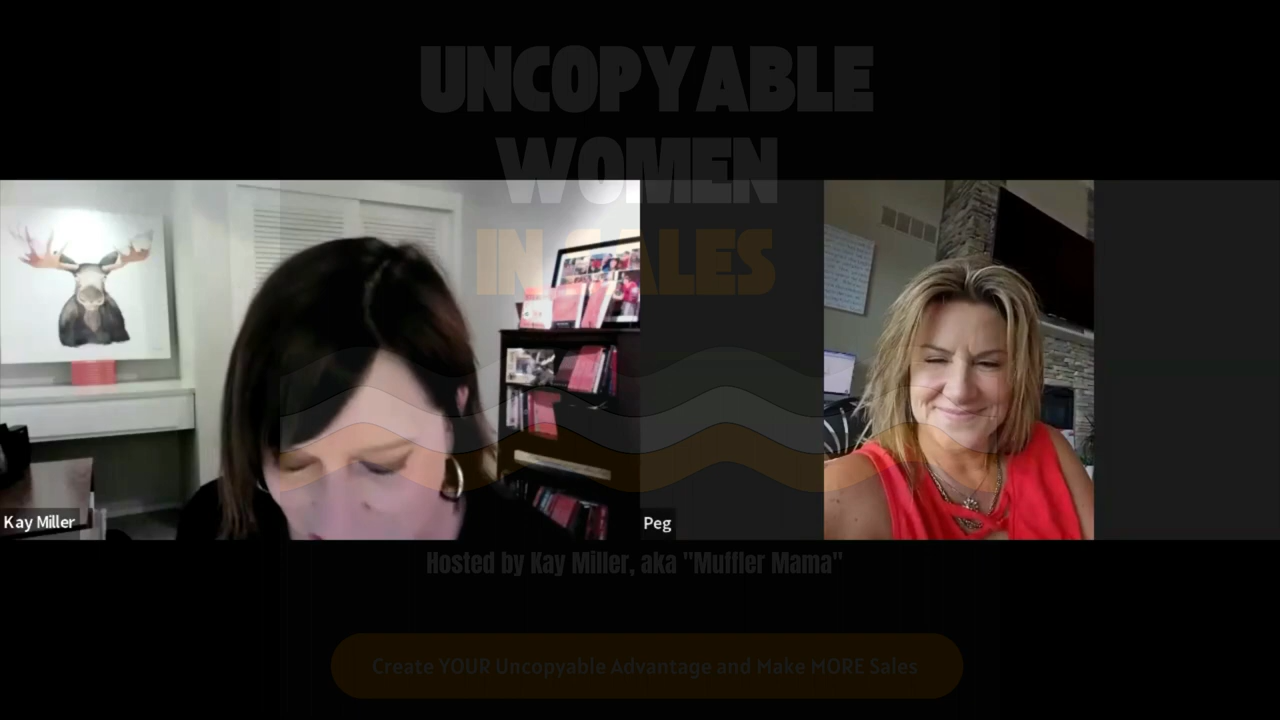 UNCOPYABLE
WOMEN
IN SALES
Kay Miller
Peg
Hosted by Kay Miller, aka "Muffler Mama"
Create YOUR Uncopyable Advantage and Make MORE Sales